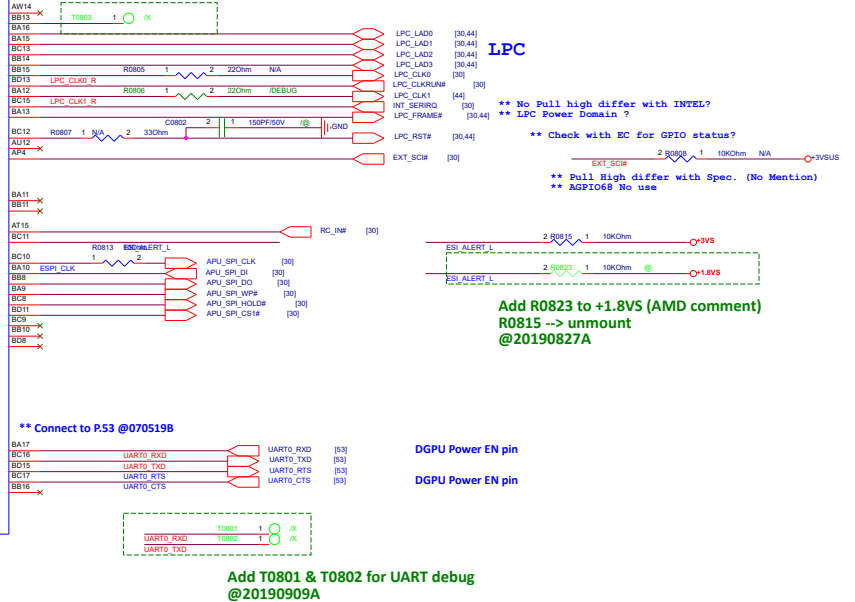 AW14
BB13 T0803 1 /X
BA16 LPC_LAD0 [30,44]
BA15 LPC_LAD1 [30,44]
LPC
BC13 LPC_LAD2 [30,44]
BB14 LPC_LAD3 [30,44]
BB15 R0805 1 2 22Ohm N/A LPC_CLK0 [30]
BD13 LPC_CLK0_R LPC_CLKRUN# [30]
BA12 R0806 1 2 22Ohm /DEBUG LPC_CLK1 [44]
BC15 LPC_CLK1_R INT_SERIRQ [30]
** No Pull high differ with INTEL?
BA13 LPC_FRAME# [30,44]
** LPC Power Domain ?
C0802 2 1 150PF/50V /@ GND
BC12 R0807 1 N/A 2 33Ohm LPC_RST# [30,44]
** Check with EC for GPIO status?
AU12
AP4 EXT_SCI# [30]
2 R0808 1 10KOhm N/A +3VSUS
EXT_SCI#
** Pull High differ with Spec. (No Mention)
** AGPIO68 No use
BA11
BB11
AT15 RC_IN# [30]
BC11
2 R0815 1 10KOhm +3VS
ESI_ALERT_L
R0813 ALERT_L
BC10 1 2 APU_SPI_CLK [30]
BA10 ESPI_CLK APU_SPI_DI [30]
2 R0823 1 10KOhm @ +1.8VS
ESI_ALERT_L
BB8 APU_SPI_DO [30]
BA9 APU_SPI_WP# [30]
BC8 APU_SPI_HOLD# [30]
BD11 APU_SPI_CS1# [30]
BC9
BB10
BD8
Add R0823 to +1.8VS (AMD comment)
R0815 --> unmount
@20190827A
** Connect to P.53 @070519B
BA17 UART0_RXD [53] DGPU Power EN pin
BC16 UART0_RXD UART0_TXD [53]
BD15 UART0_TXD UART0_RTS [53]
BC17 UART0_RTS UART0_CTS [53] DGPU Power EN pin
BB16 UART0_CTS
T0801 1 /X
UART0_RXD T0802 1 /X
UART0_TXD
Add T0801 & T0802 for UART debug
@20190909A